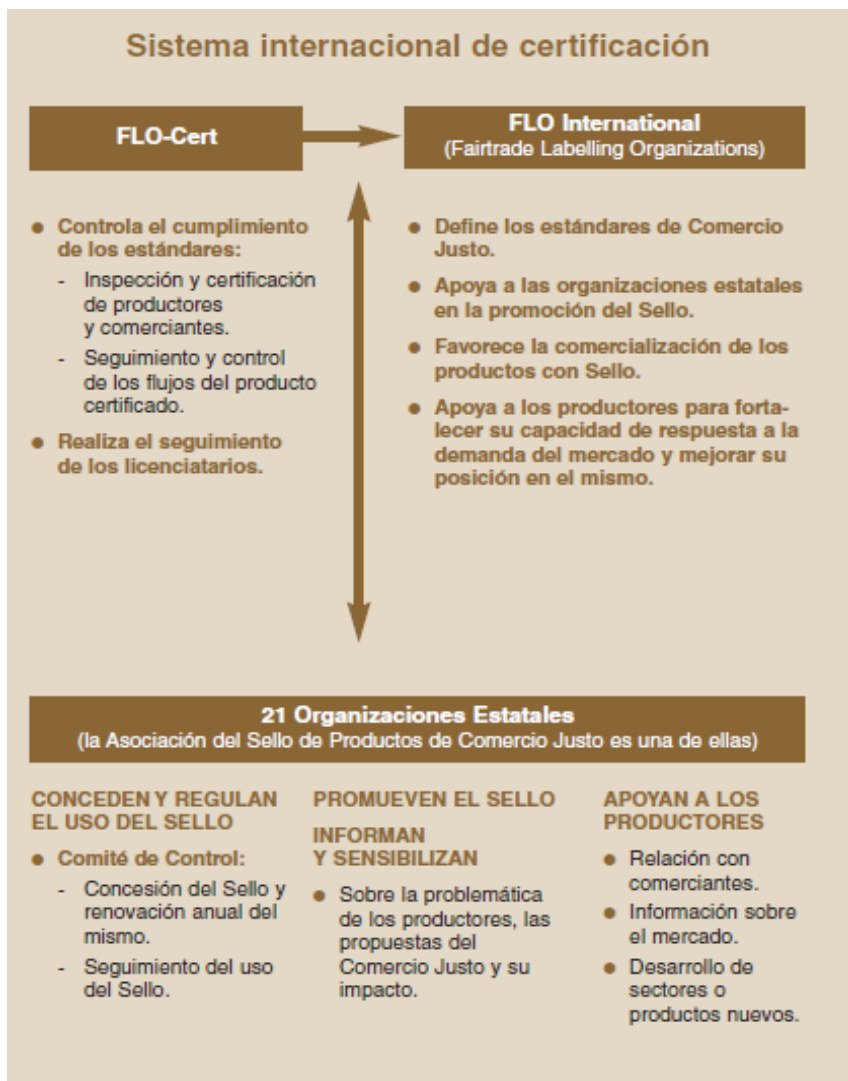 Sistema internacional de certificación
FLO-Cert
FLO International
(Fairtrade Labelling Organizations)
● Controla el cumplimiento
de los estándares:
- Inspección y certificación
de productores
y comerciantes.
- Seguimiento y control
de los flujos del producto
certificado.
● Realiza el seguimiento
de los licenciatarios.
● Define los estándares de Comercio
Justo.
● Apoya a las organizaciones estatales
en la promoción del Sello.
● Favorece la comercialización de los
productos con Sello.
● Apoya a los productores para forta-
lecer su capacidad de respuesta a la
demanda del mercado y mejorar su
posición en el mismo.
21 Organizaciones Estatales
(la Asociación del Sello de Productos de Comercio Justo es una de ellas)
CONCEDEN Y REGULAN
EL USO DEL SELLO
● Comité de Control:
- Concesión del Sello y
renovación anual del
mismo.
- Seguimiento del uso
del Sello.
PROMUEVEN EL SELLO
INFORMAN
Y SENSIBILIZAN
● Sobre la problemática
de los productores, las
propuestas del
Comercio Justo y su
impacto.
APOYAN A LOS
PRODUCTORES
● Relación con
comerciantes.
● Información sobre
el mercado.
● Desarrollo de
sectores o
productos nuevos.